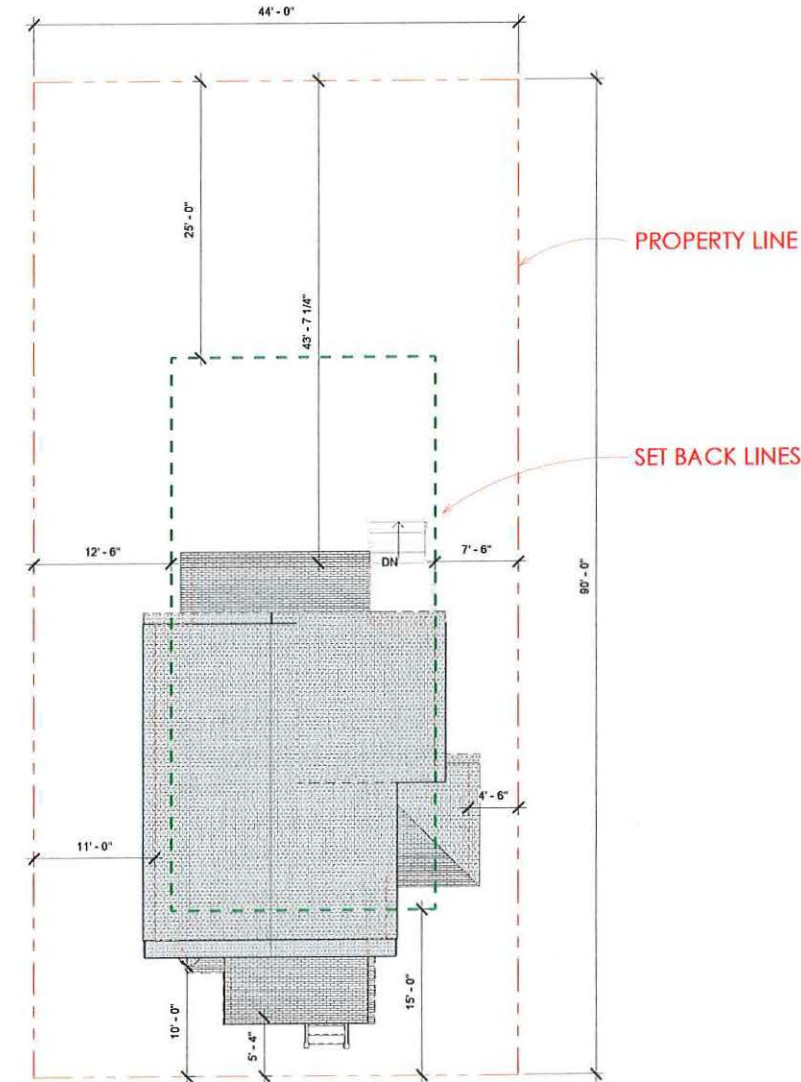 44' - 0"
25' - 0"
43' - 7 1/4"
PROPERTY LINE
SET BACK LINES
12' - 6"
DN
7' - 6"
90' - 0"
4' - 6"
11' - 0"
10' - 0"
5' - 4"
15' - 0"